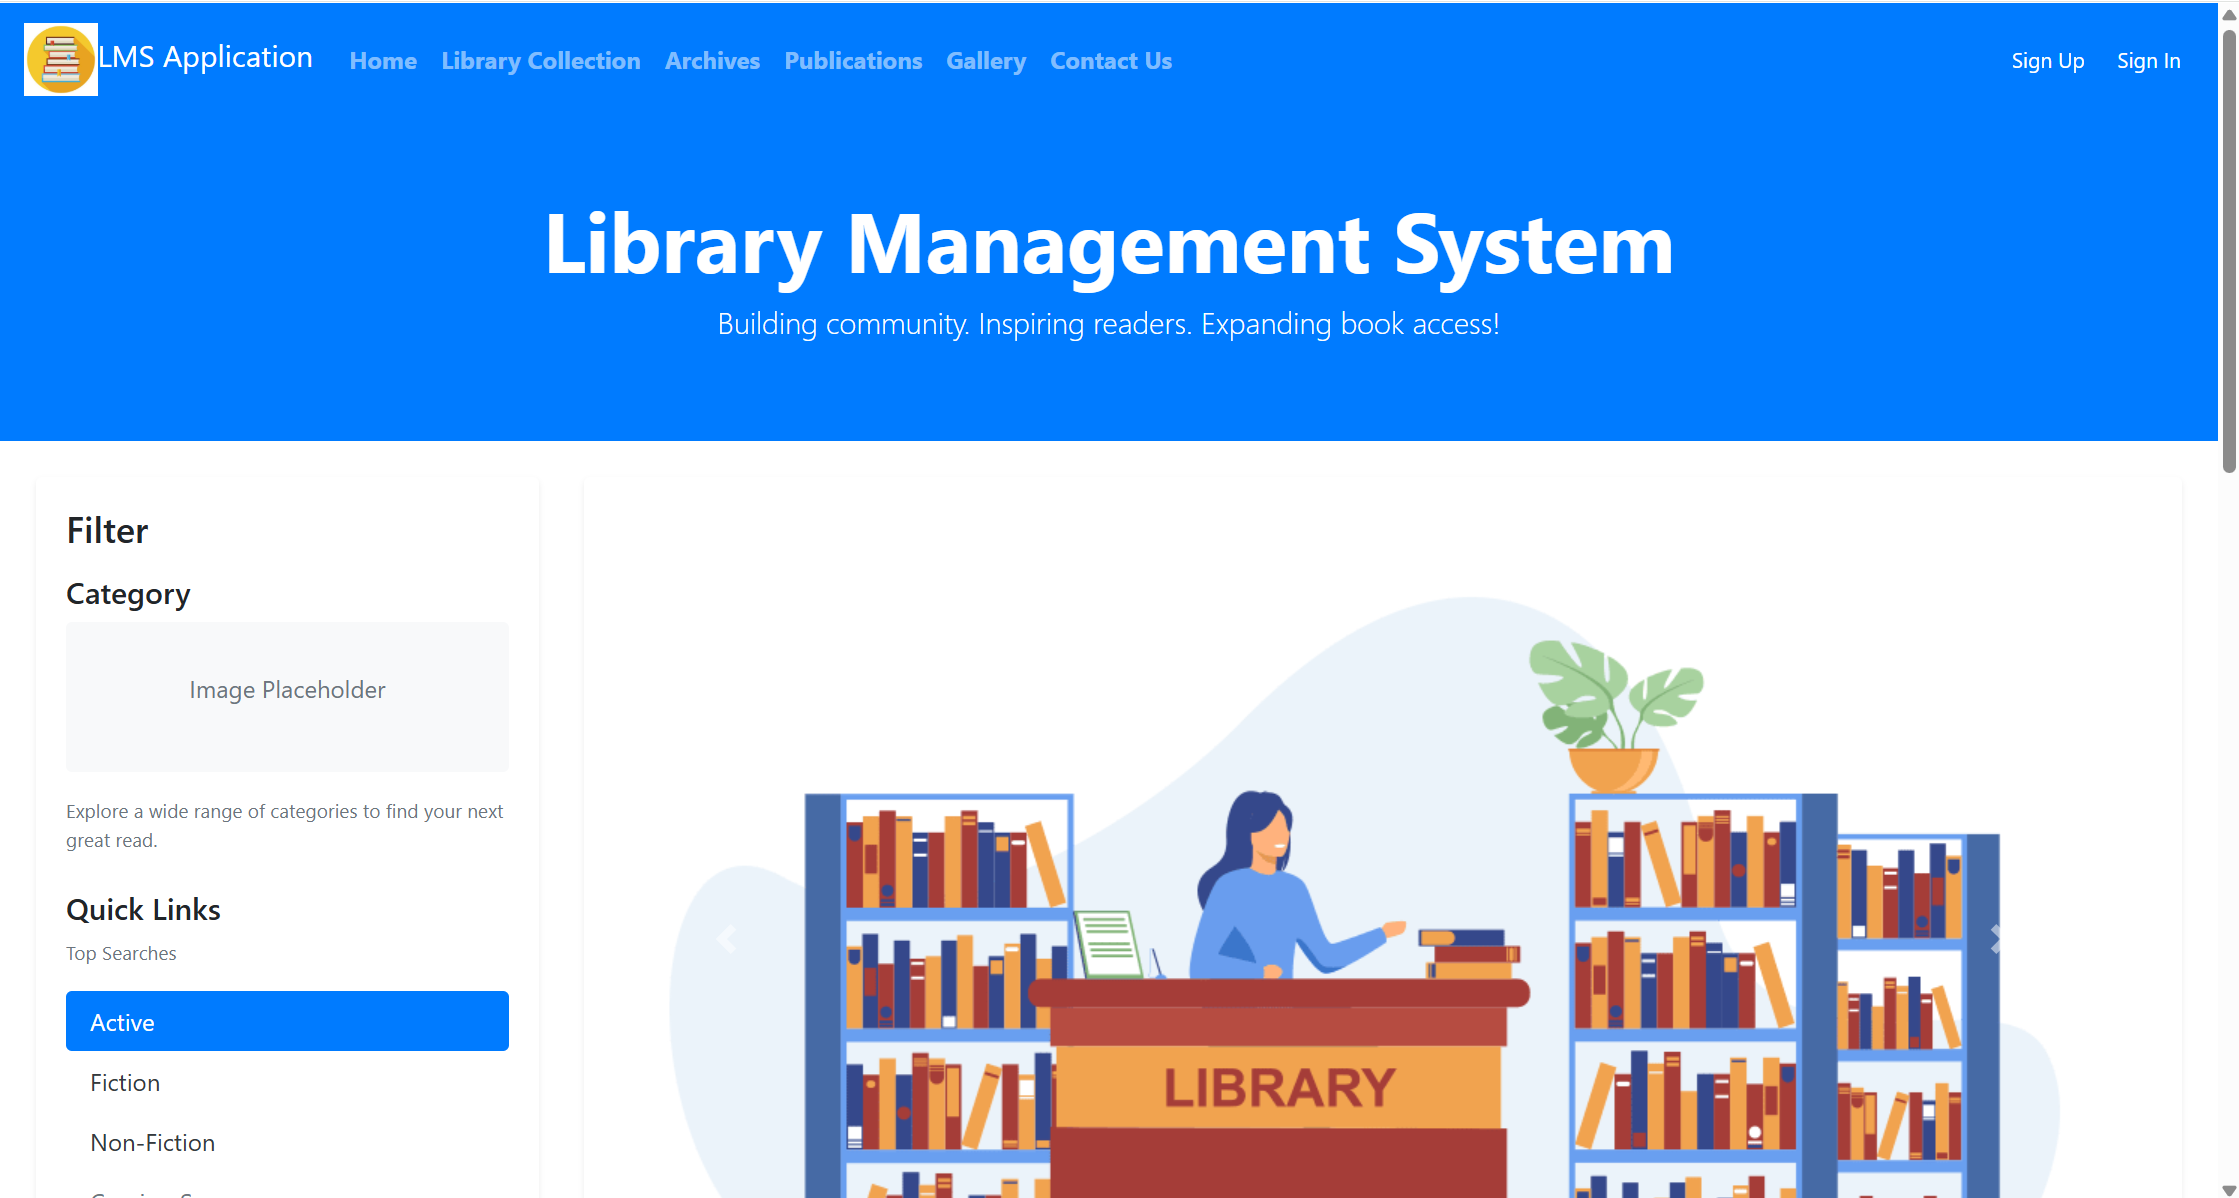 LMS Application
Home Library Collection Archives Publications Gallery Contact Us
Sign Up Sign In
Library Management System
Building community. Inspiring readers. Expanding book access!
Filter
Category
Image Placeholder
Explore a wide range of categories to find your next
great read.
Quick Links
Top Searches
Active
Fiction
Non-Fiction
LIBRARY